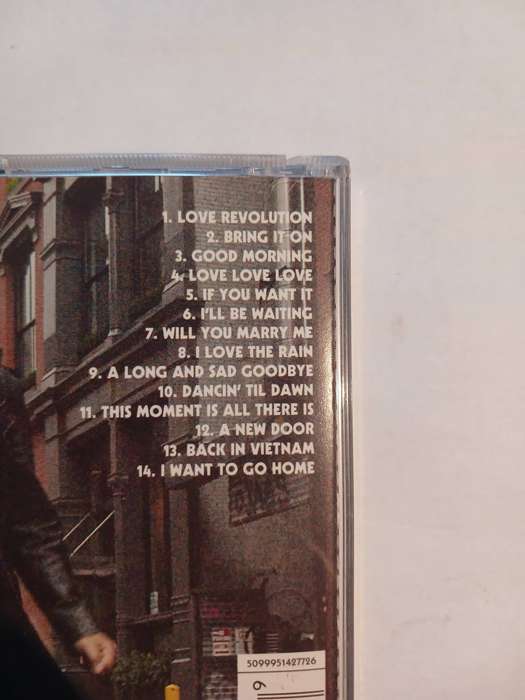 1. LOVE REVOLUTION
2. BRING IT ON
3. GOOD MORNING
4. LOVE LOVE LOVE
5. IF YOU WANT IT
6. I'LL BE WAITING
7. WILL YOU MARRY ME
8. I LOVE THE RAIN
9. A LONG AND SAD GOODBYE
10. DANCIN' TIL DAWN
11. THIS MOMENT IS ALL THERE IS
12. A NEW DOOR
13. BACK IN VIETNAM
14. I WANT TO GO HOME
5099951427726
6